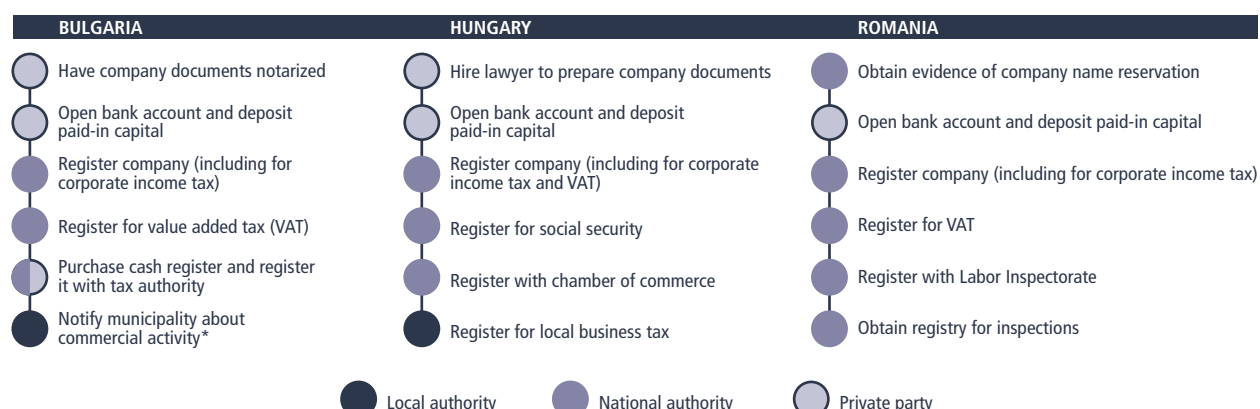 BULGARIA
Have company documents notarized
Open bank account and deposit
paid-in capital
Register company (including for
corporate income tax)
Register for value added tax (VAT)
Purchase cash register and register
it with tax authority
Notify municipality about
commercial activity*
HUNGARY
Hire lawyer to prepare company documents
Open bank account and deposit
paid-in capital
Register company (including for corporate
income tax and VAT)
Register for social security
Register with chamber of commerce
Register for local business tax
ROMANIA
Obtain evidence of company name reservation
Open bank account and deposit paid-in capital
Register company (including for corporate income tax)
Register for VAT
Register with Labor Inspectorate
Obtain registry for inspections
Local authority
National authority
Private party